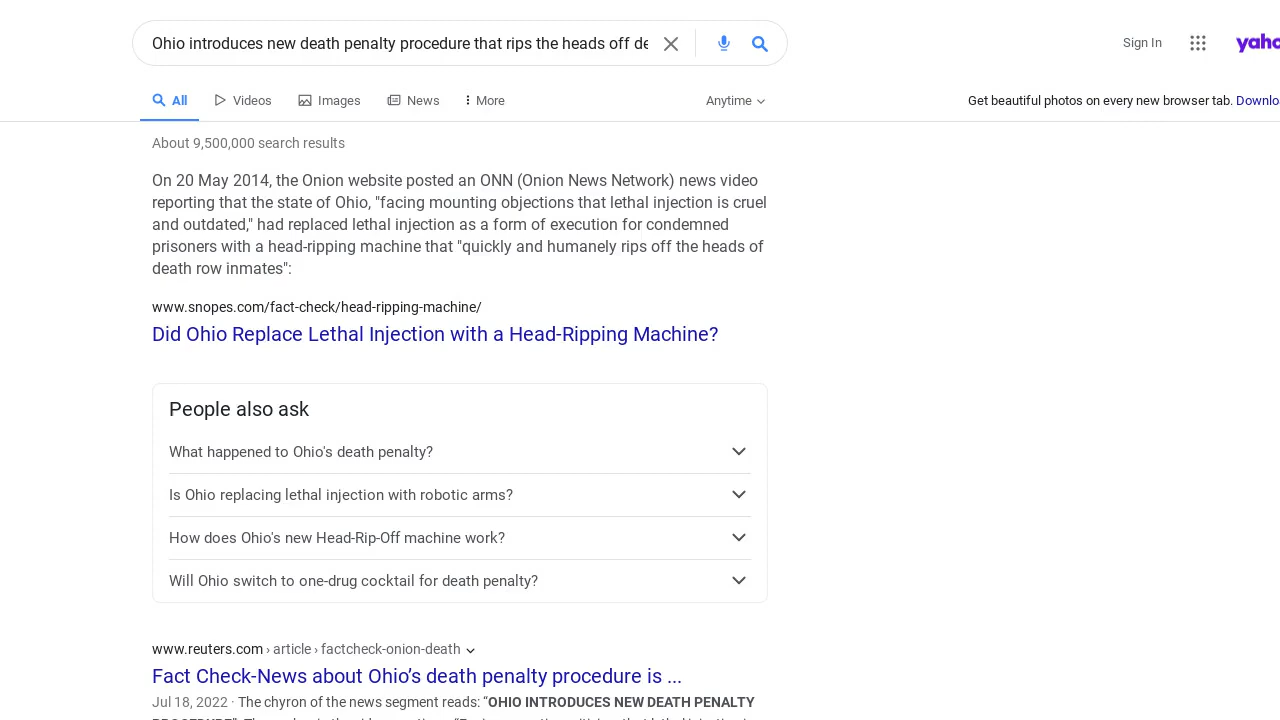 Ohio introduces new death penalty procedure that rips the heads off de
Sign In
yaho
All
Videos
Images
News
More
Anytime
Get beautiful photos on every new browser tab. Downlo
About 9,500,000 search results
On 20 May 2014, the Onion website posted an ONN (Onion News Network) news video
reporting that the state of Ohio, "facing mounting objections that lethal injection is cruel
and outdated," had replaced lethal injection as a form of execution for condemned
prisoners with a head-ripping machine that "quickly and humanely rips off the heads of
death row inmates":
www.snopes.com/fact-check/head-ripping-machine/
Did Ohio Replace Lethal Injection with a Head-Ripping Machine?
People also ask
What happened to Ohio's death penalty?
Is Ohio replacing lethal injection with robotic arms?
How does Ohio's new Head-Rip-Off machine work?
Will Ohio switch to one-drug cocktail for death penalty?
www.reuters.com › article › factcheck-onion-death
Fact Check-News about Ohio’s death penalty procedure is ...
Jul 18, 2022 · The chyron of the news segment reads: “OHIO INTRODUCES NEW DEATH PENALTY